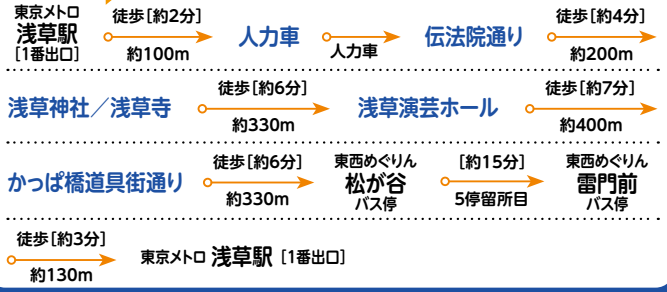 東京メトロ
浅草駅
[1番出口]
徒歩[約2分]
約100m
人力車
人力車
伝法院通り
徒歩[約4分]
約200m
浅草神社／浅草寺
徒歩[約6分]
約330m
浅草演芸ホール
徒歩[約7分]
約400m
かっぱ橋道具街通り
徒歩[約6分]
約330m
東西めぐりん
松が谷
バス停
[約15分]
5停留所目
東西めぐりん
雷門前
バス停
徒歩[約3分]
約130m
東京メトロ 浅草駅 [1番出口]